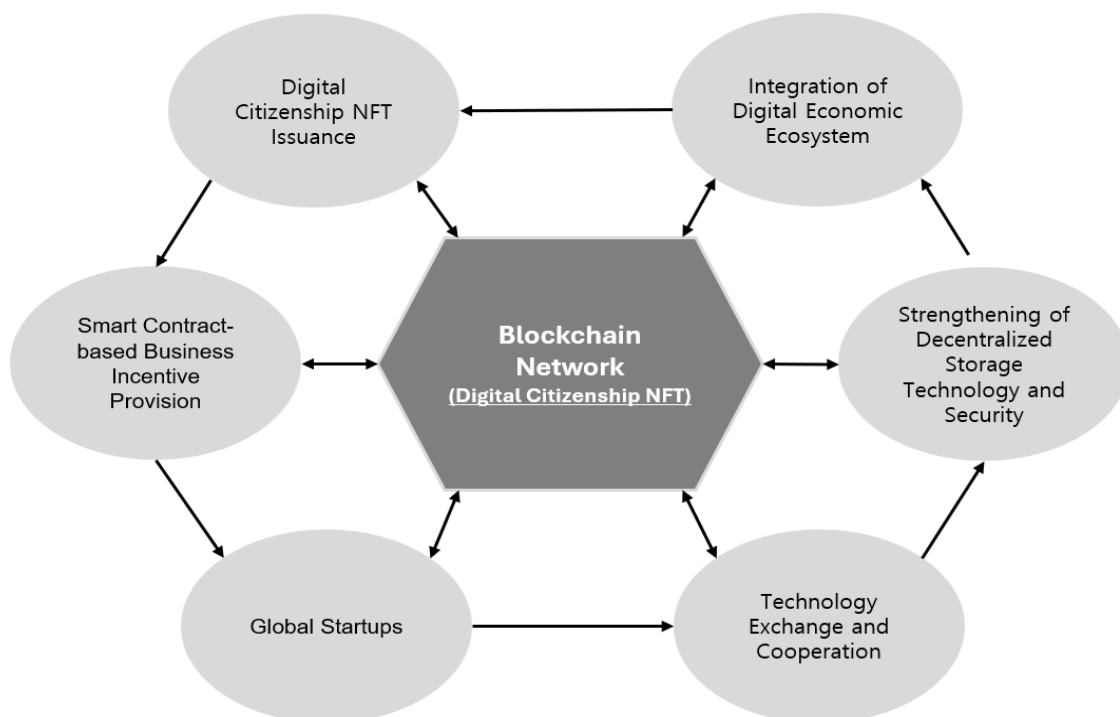 Digital
Citizenship NFT
Issuance
Integration of
Digital Economic
Ecosystem
Smart Contract-
based Business
Incentive
Provision
Blockchain
Network
(Digital Citizenship NFT)
Strengthening of
Decentralized
Storage
Technology and
Security
Global Startups
Technology
Exchange and
Cooperation